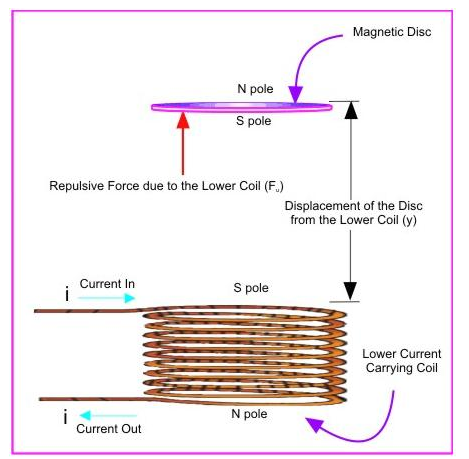 Magnetic Disc
N pole
S pole
Repulsive Force due to the Lower Coil (Fᵤ)
Displacement of the Disc
from the Lower Coil (y)
S pole
i
Current In
Lower Current
Carrying Coil
N pole
i
Current Out